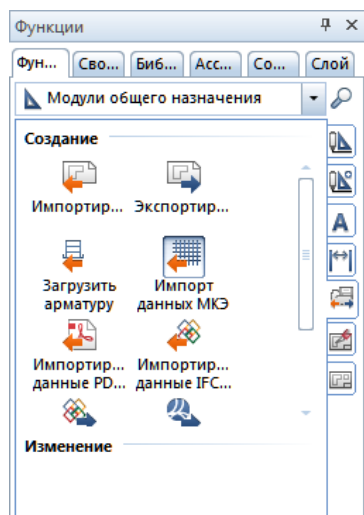 Функции
Фун... Сво... Биб... Асс... Со... Слой
Модули общего назначения
Создание
Импортир... Экспортир...
Загрузить арматуру
Импорт данных МКЭ
Импортир... данные PD...
Импортир... данные IFC...
A
Изменение